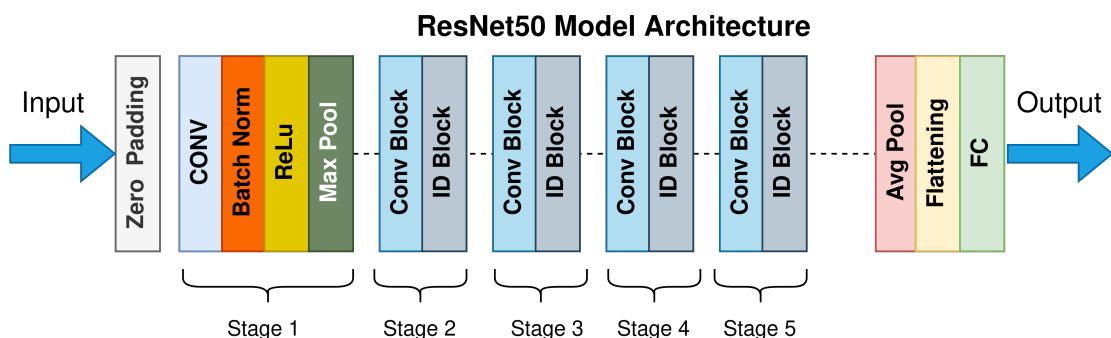 ResNet50 Model Architecture
Input
Zero Padding
CONV
Batch Norm
ReLu
Max Pool
Conv Block
ID Block
Conv Block
ID Block
Conv Block
ID Block
Conv Block
ID Block
Avg Pool
Flattening
FC
Output
Stage 1
Stage 2
Stage 3
Stage 4
Stage 5